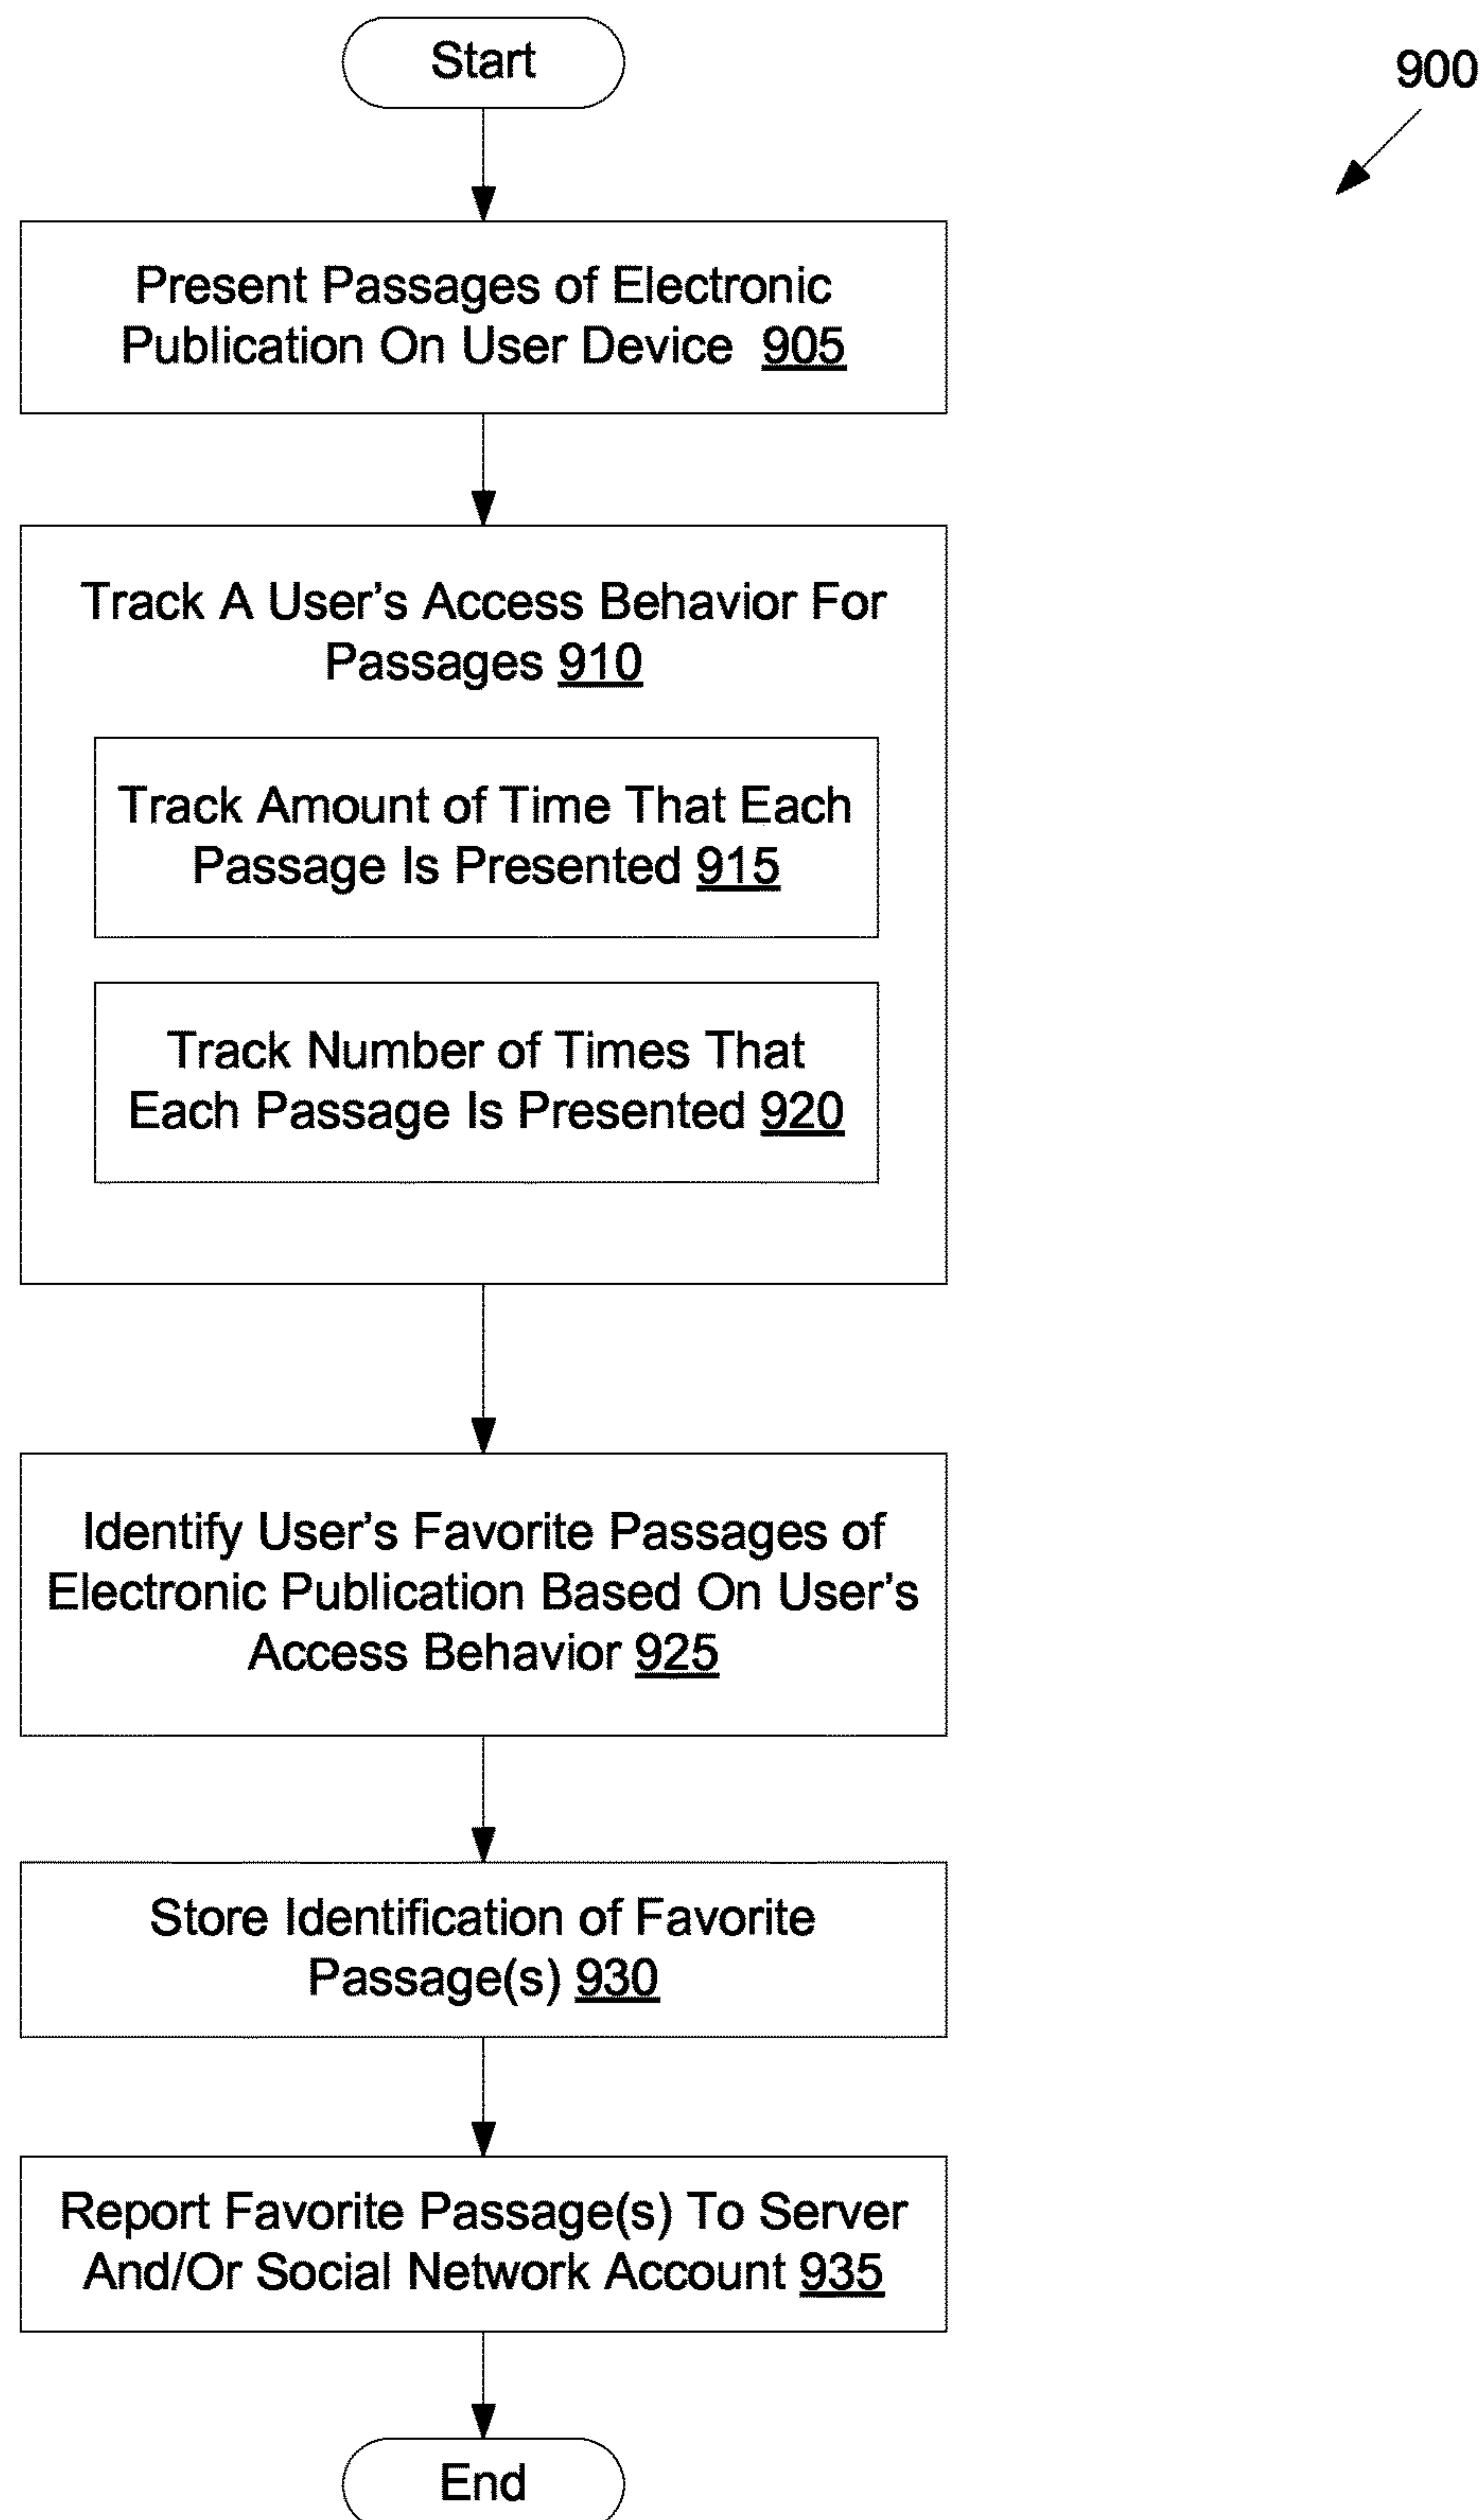 Start
900
Present Passages of Electronic
Publication On User Device 905
Track A User's Access Behavior For
Passages 910
Track Amount of Time That Each
Passage Is Presented 915
Track Number of Times That
Each Passage Is Presented 920
Identify User's Favorite Passages of
Electronic Publication Based On User's
Access Behavior 925
Store Identification of Favorite
Passage(s) 930
Report Favorite Passage(s) To Server
And/Or Social Network Account 935
End